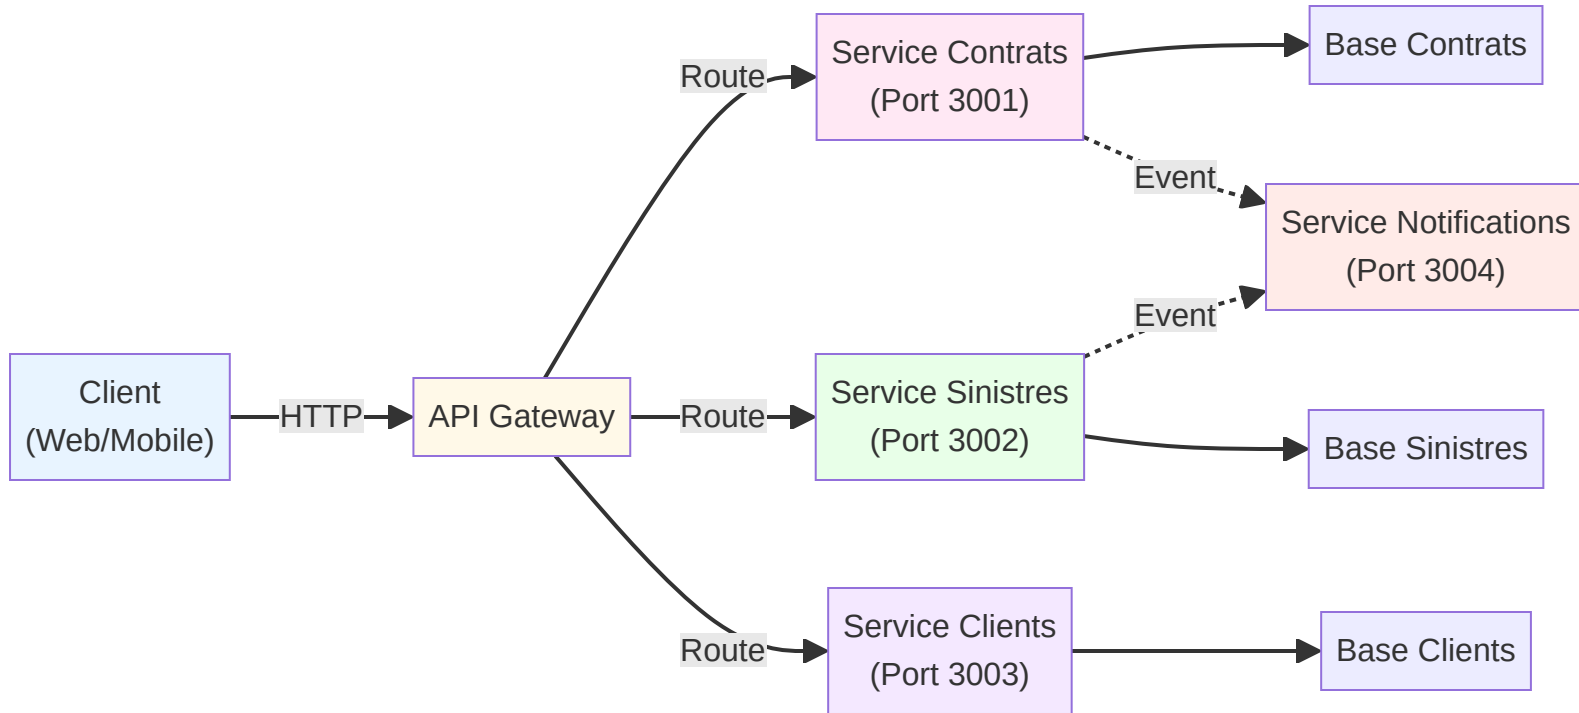 Client
(Web/Mobile)
HTTP
API Gateway
Route
Service Contrats
(Port 3001)
Base Contrats
Event
Service Notifications
(Port 3004)
Event
Route
Service Sinistres
(Port 3002)
Base Sinistres
Route
Service Clients
(Port 3003)
Base Clients